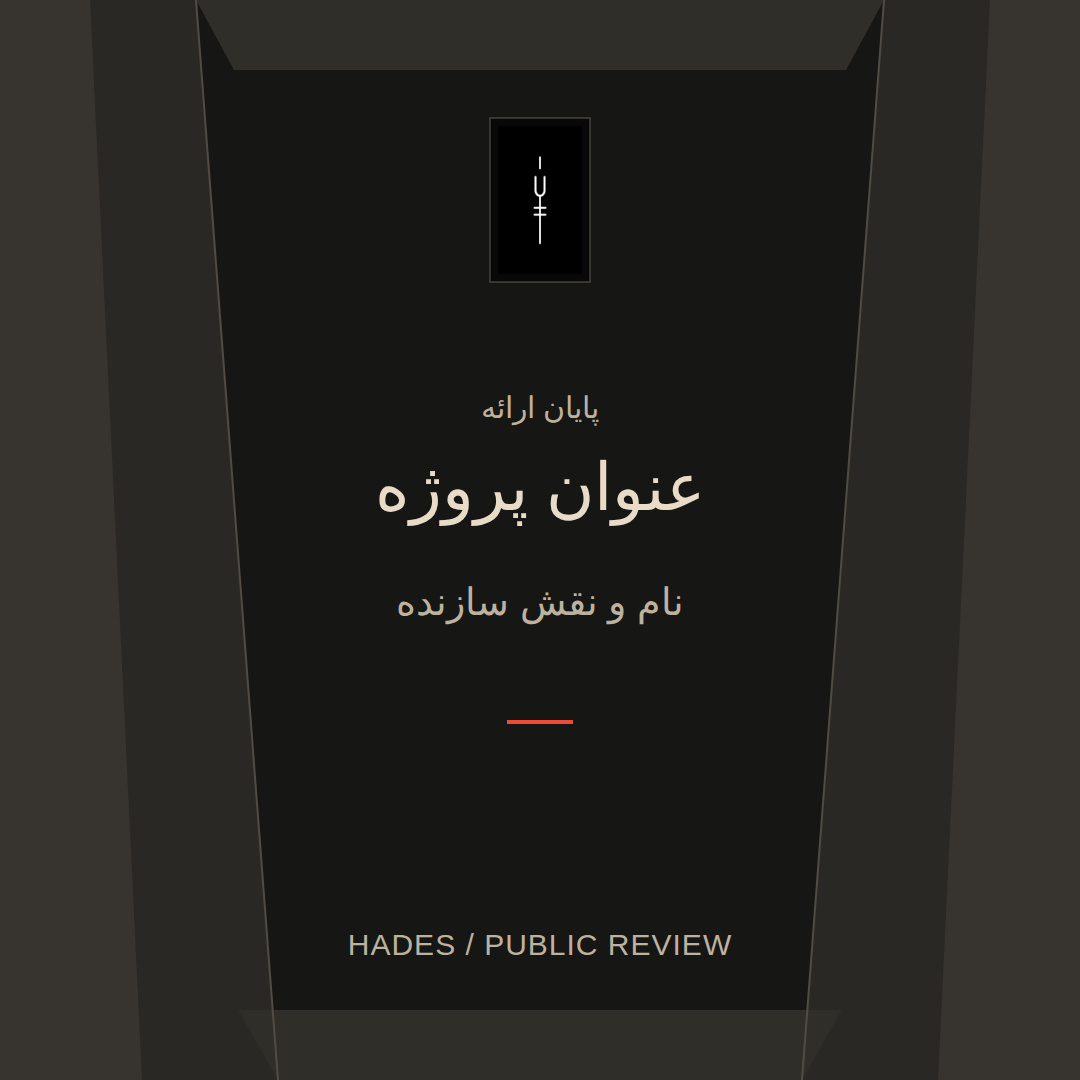 پایان ارائه
عنوان پروژه
نام و نقش سازنده
HADES / PUBLIC REVIEW